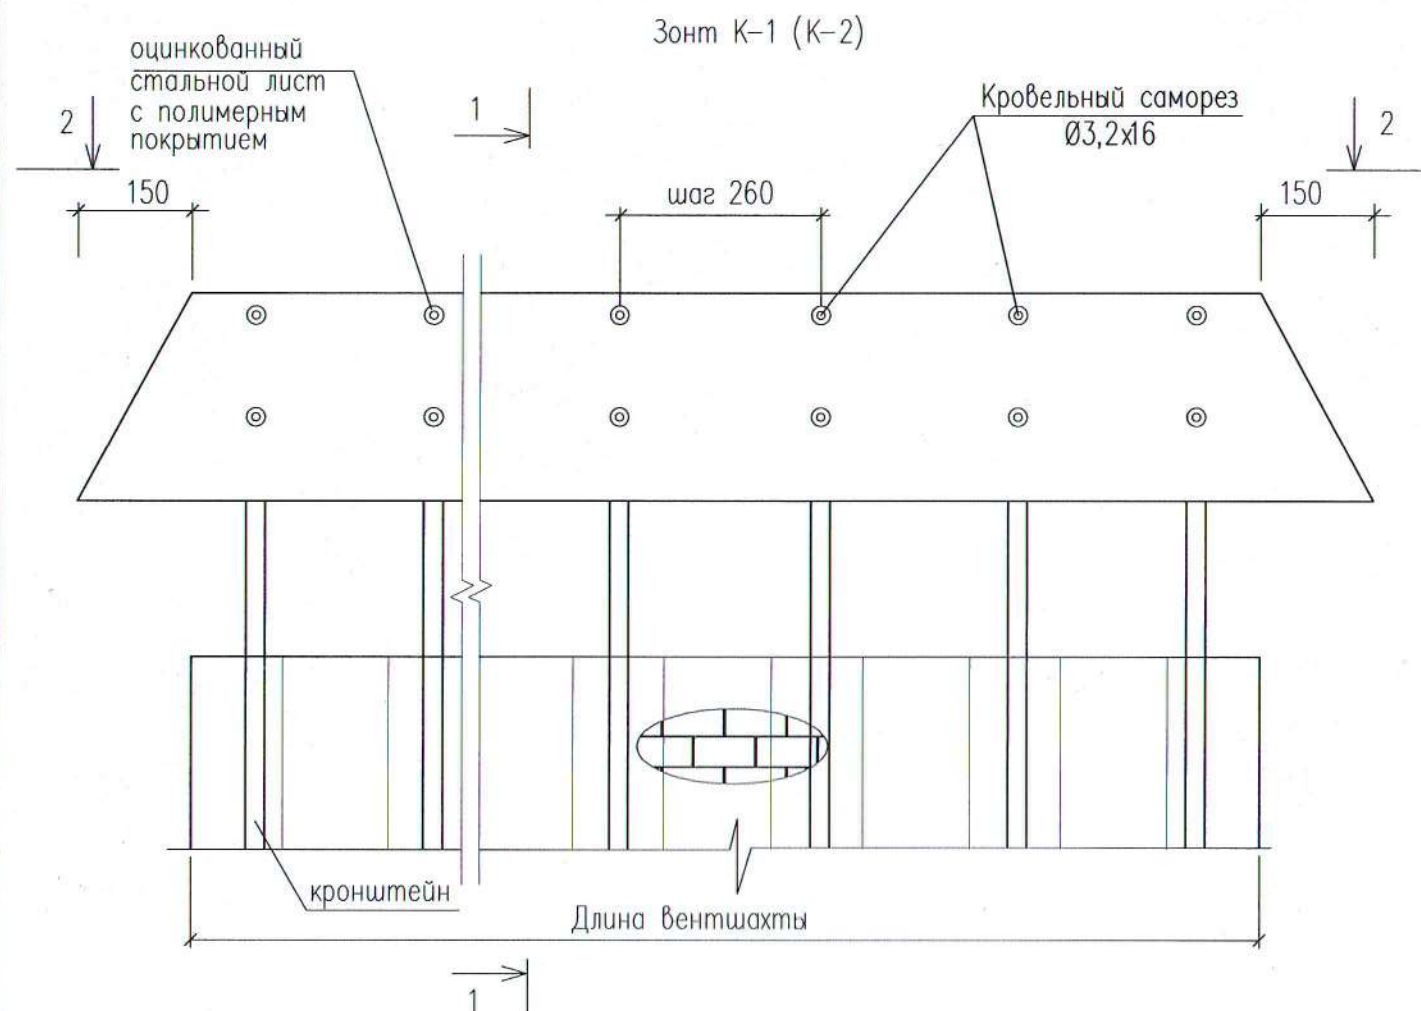 Зонт К-1 (К-2)
оцинкованный
стальной лист
с полимерным
покрытием
1
Кровельный саморез
Ø3,2х16
2
2
150
шаг 260
150
кронштейн
Длина вентшахты
1